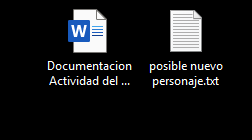 W
Documentacion
Actividad del ...
posible nuevo
personaje.txt